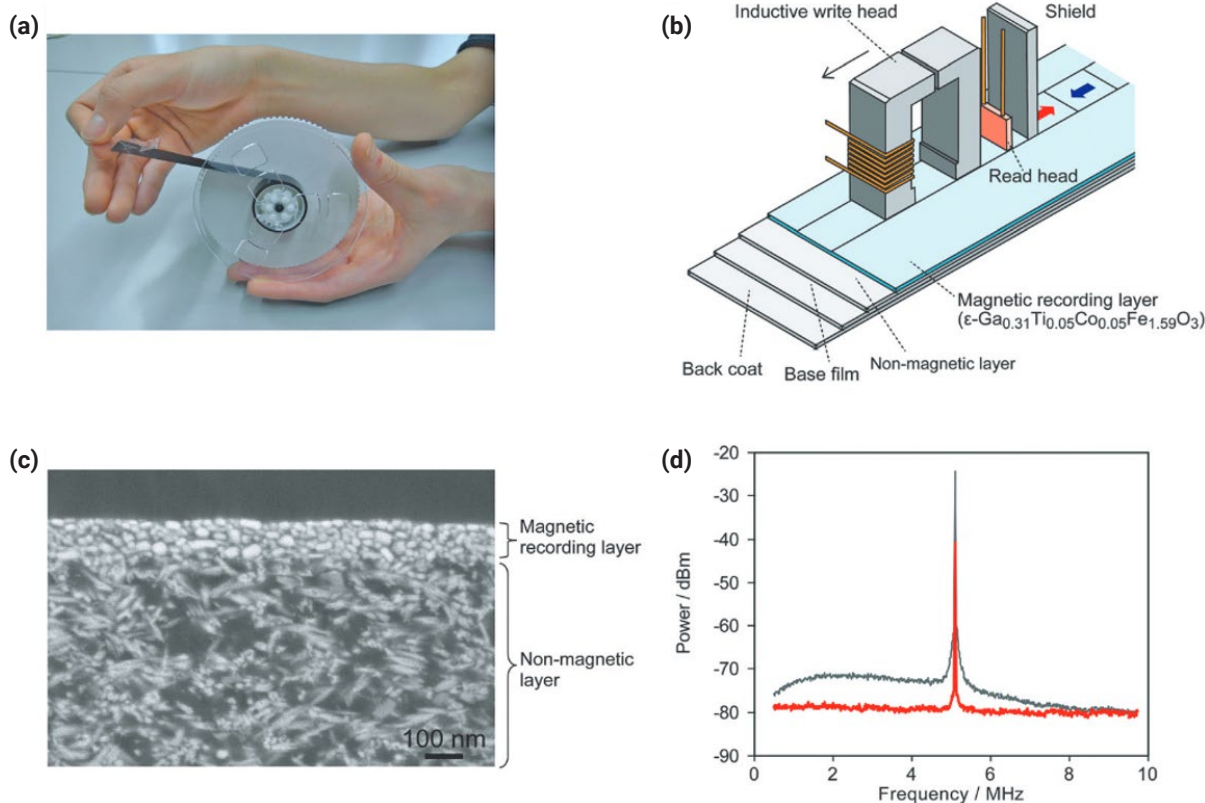 (a)
(b)
Inductive write head
Shield
Read head
Magnetic recording layer
(ε-Ga0.31Ti0.05Co0.05Fe1.59O3)
Non-magnetic layer
Base film
Back coat
(c)
Magnetic
recording layer
Non-magnetic
layer
100 nm
(d)
Power / dBm
-20
-30
-40
-50
-60
-70
-80
-90
0
2
4
6
8
10
Frequency / MHz